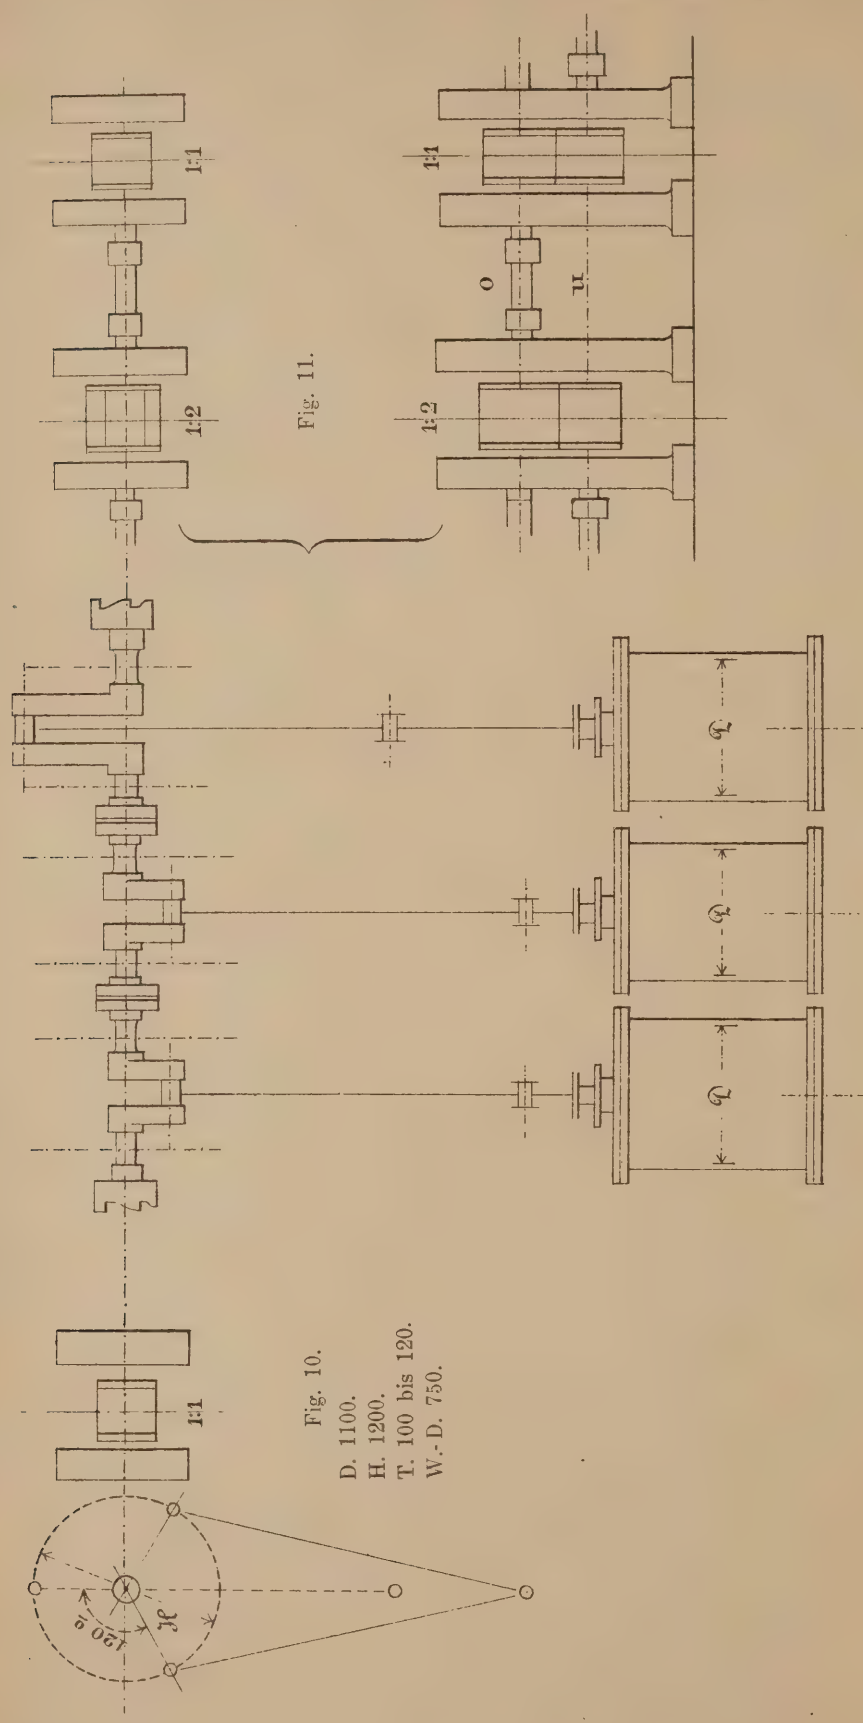 Fig. 10.
D. 1100.
H. 1200.
T. 100 bis 120.
W.-D. 750.
120°
H
1:1
D
D
D
Fig. 11.
1:2
1:1
1:2
1:1
o
u